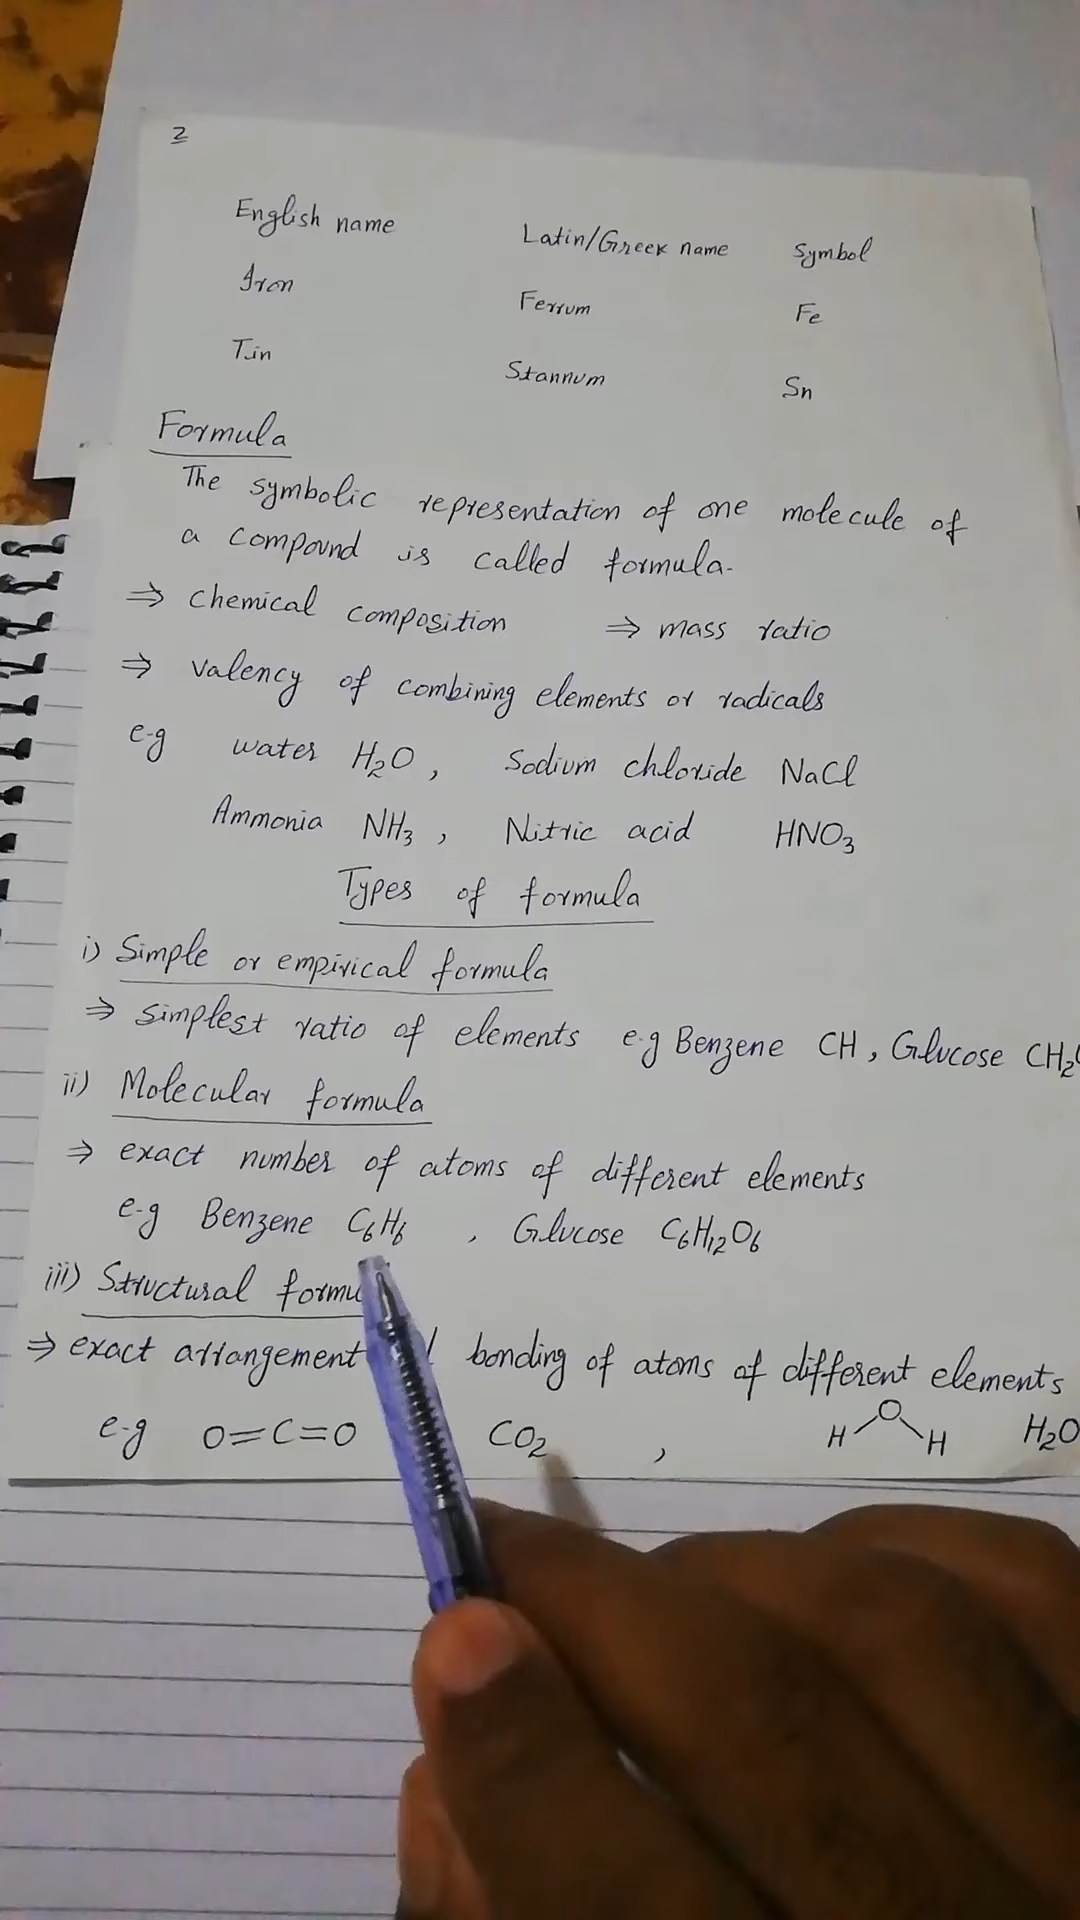 2
English name Latin/Greek name Symbol
Iron Ferrum Fe
Tin Stannum Sn
Formula
The symbolic representation of one molecule of
a compound is called formula.
⇒ chemical composition ⇒ mass ratio
⇒ valency of combining elements or radicals
e-g water H₂O , Sodium chloride NaCl
Ammonia NH₃ , Nitric acid HNO₃
Types of formula
i) Simple or empirical formula
⇒ simplest ratio of elements e.g Benzene CH , Glucose CH₂
ii) Molecular formula
⇒ exact number of atoms of different elements
e-g Benzene C₆H₆ , Glucose C₆H₁₂O₆
iii) Structural formu
⇒ exact arrangement bonding of atoms of different elements
e-g O=C=O CO₂ , H O H H₂O